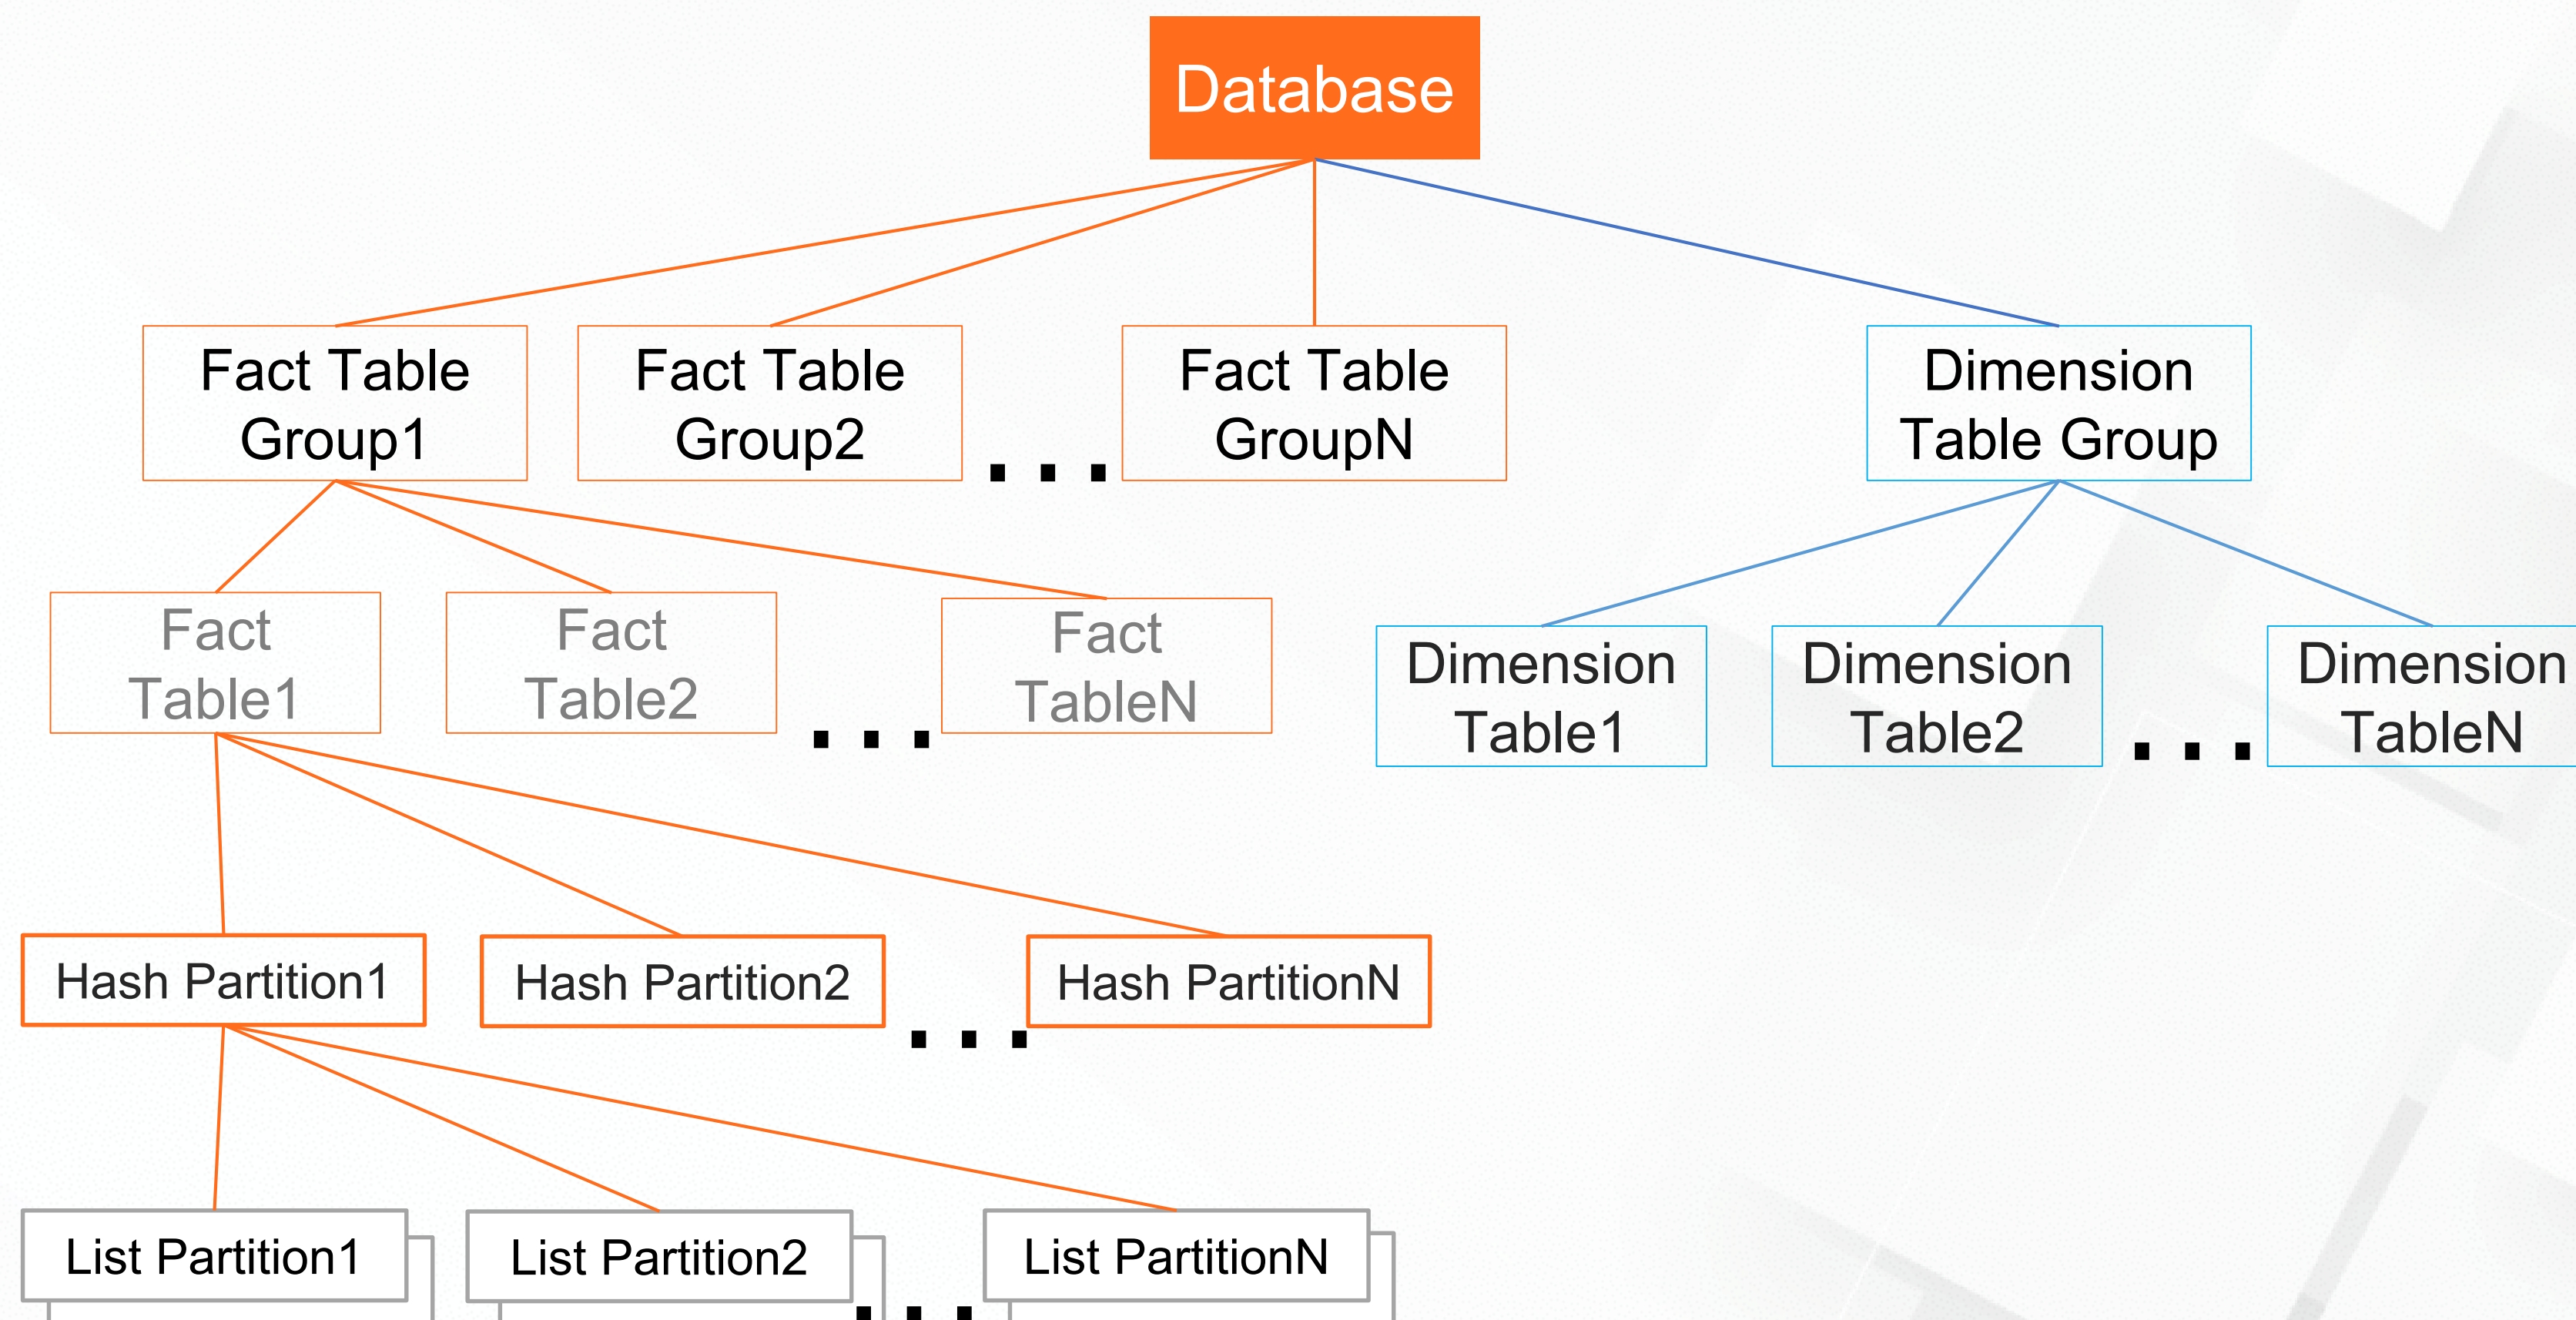 Database
Fact Table
Group1
Fact Table
Group2
...
Fact Table
GroupN
Dimension
Table Group
Fact
Table1
Fact
Table2
...
Fact
TableN
Dimension
Table1
Dimension
Table2
...
Dimension
TableN
Hash Partition1
Hash Partition2
...
Hash PartitionN
List Partition1
List Partition2
...
List PartitionN